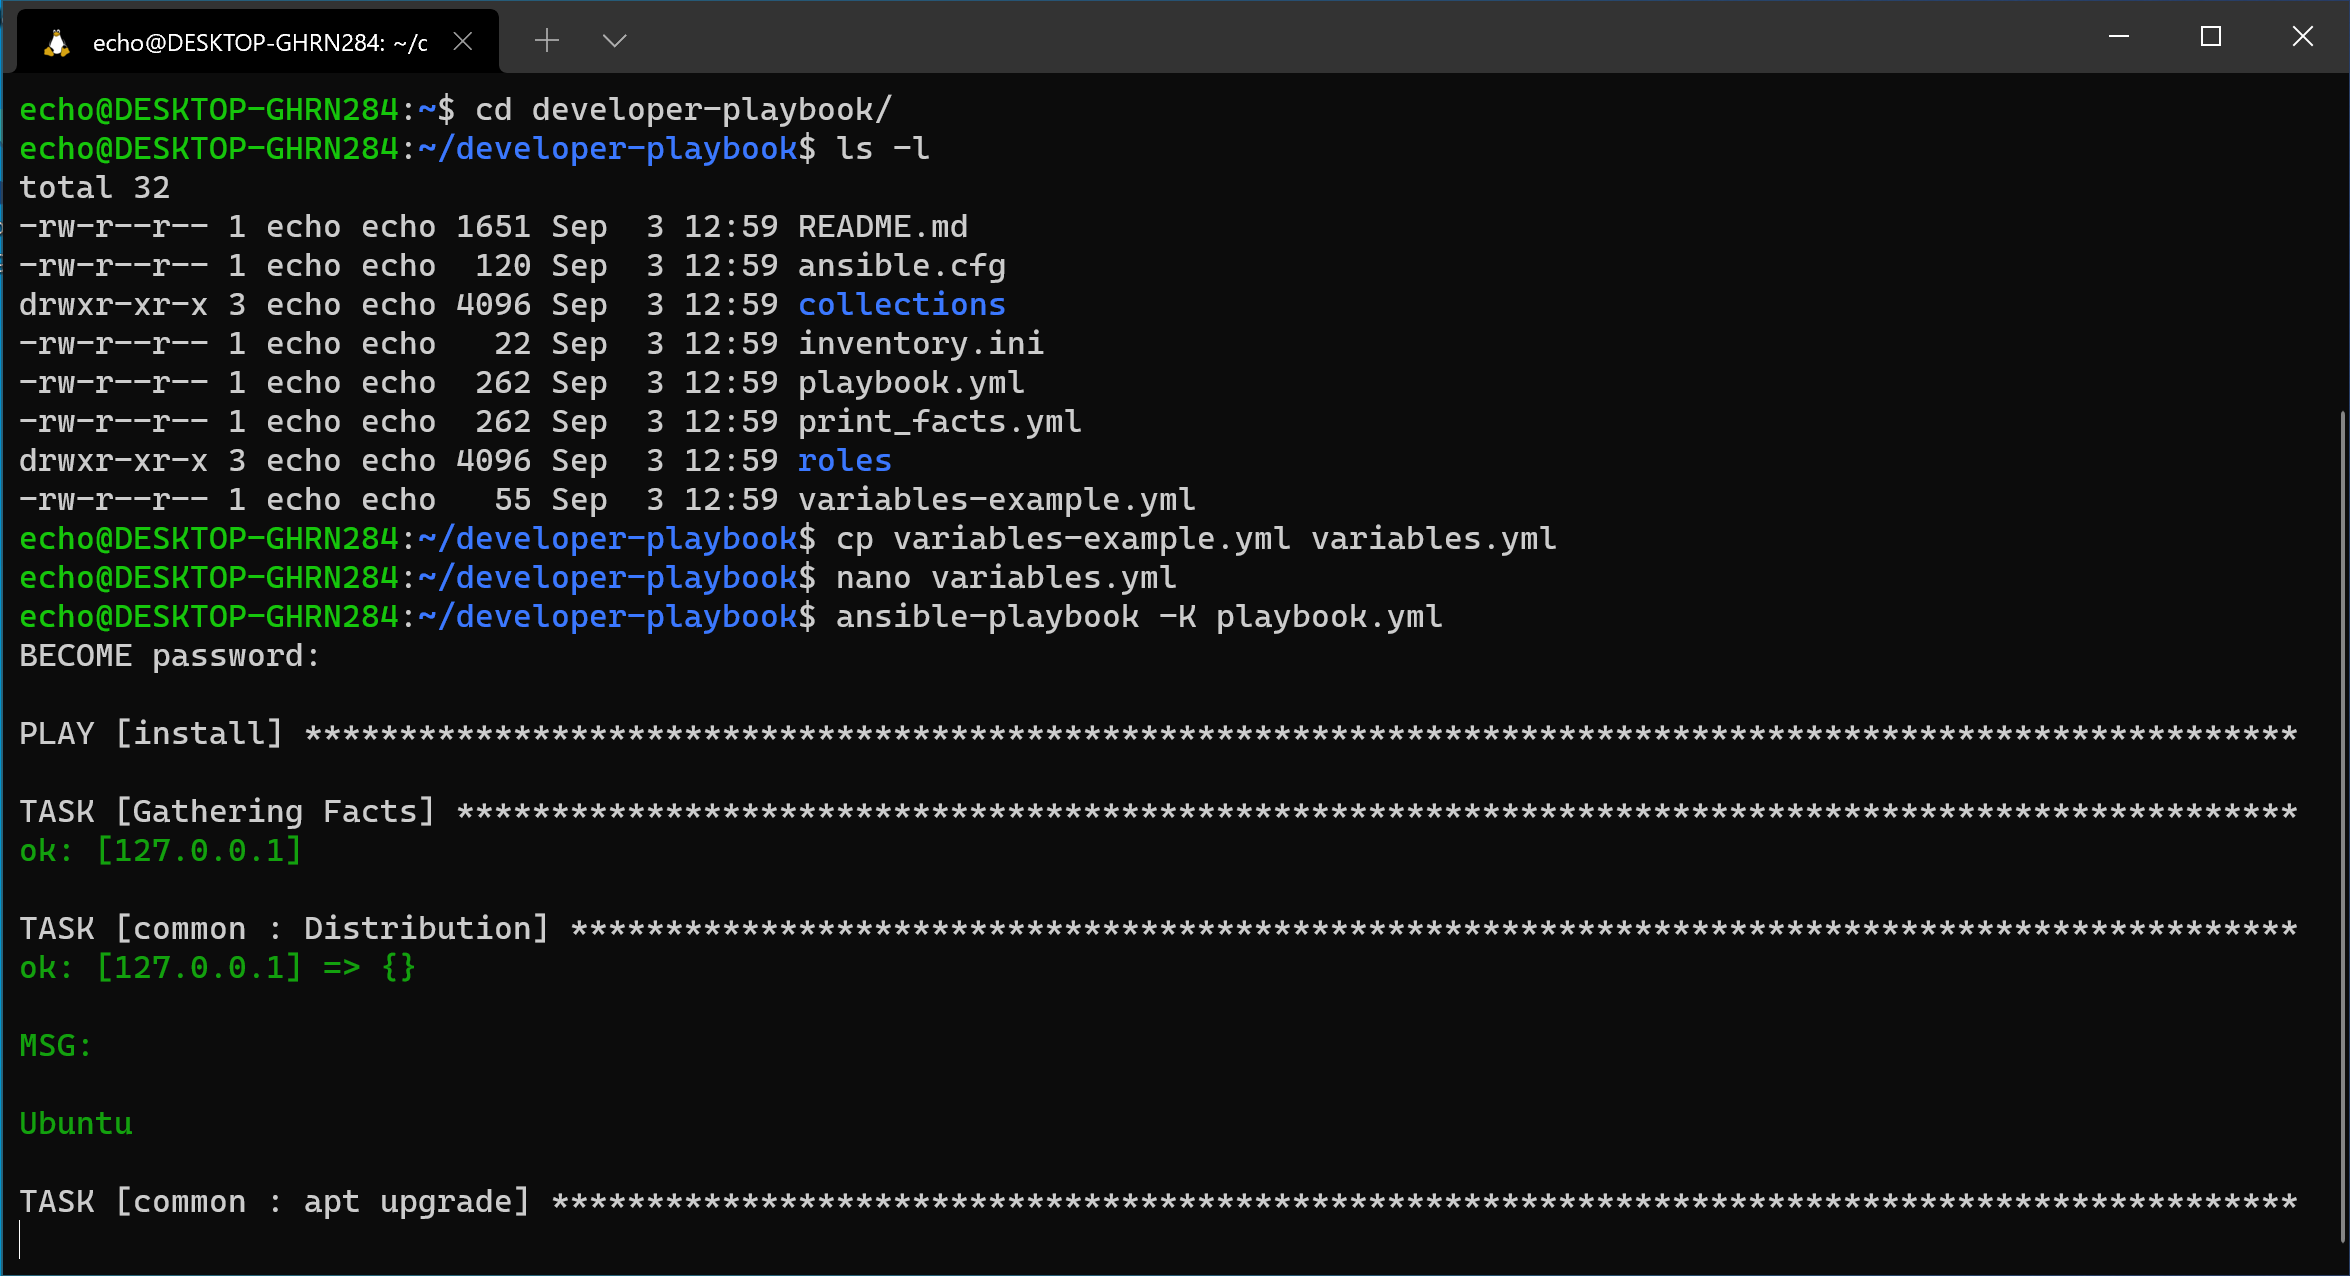 echo@DESKTOP-GHRN284: ~/c
echo@DESKTOP-GHRN284:~$ cd developer-playbook/
echo@DESKTOP-GHRN284:~/developer-playbook$ ls -l
total 32
-rw-r--r-- 1 echo echo 1651 Sep  3 12:59 README.md
-rw-r--r-- 1 echo echo  120 Sep  3 12:59 ansible.cfg
drwxr-xr-x 3 echo echo 4096 Sep  3 12:59 collections
-rw-r--r-- 1 echo echo   22 Sep  3 12:59 inventory.ini
-rw-r--r-- 1 echo echo  262 Sep  3 12:59 playbook.yml
-rw-r--r-- 1 echo echo  262 Sep  3 12:59 print_facts.yml
drwxr-xr-x 3 echo echo 4096 Sep  3 12:59 roles
-rw-r--r-- 1 echo echo   55 Sep  3 12:59 variables-example.yml
echo@DESKTOP-GHRN284:~/developer-playbook$ cp variables-example.yml variables.yml
echo@DESKTOP-GHRN284:~/developer-playbook$ nano variables.yml
echo@DESKTOP-GHRN284:~/developer-playbook$ ansible-playbook -K playbook.yml
BECOME password:
PLAY [install] *********************************************************************************************************
TASK [Gathering Facts] *************************************************************************************************
ok: [127.0.0.1]
TASK [common : Distribution] *******************************************************************************************
ok: [127.0.0.1] => {}
MSG:
Ubuntu
TASK [common : apt upgrade] ********************************************************************************************